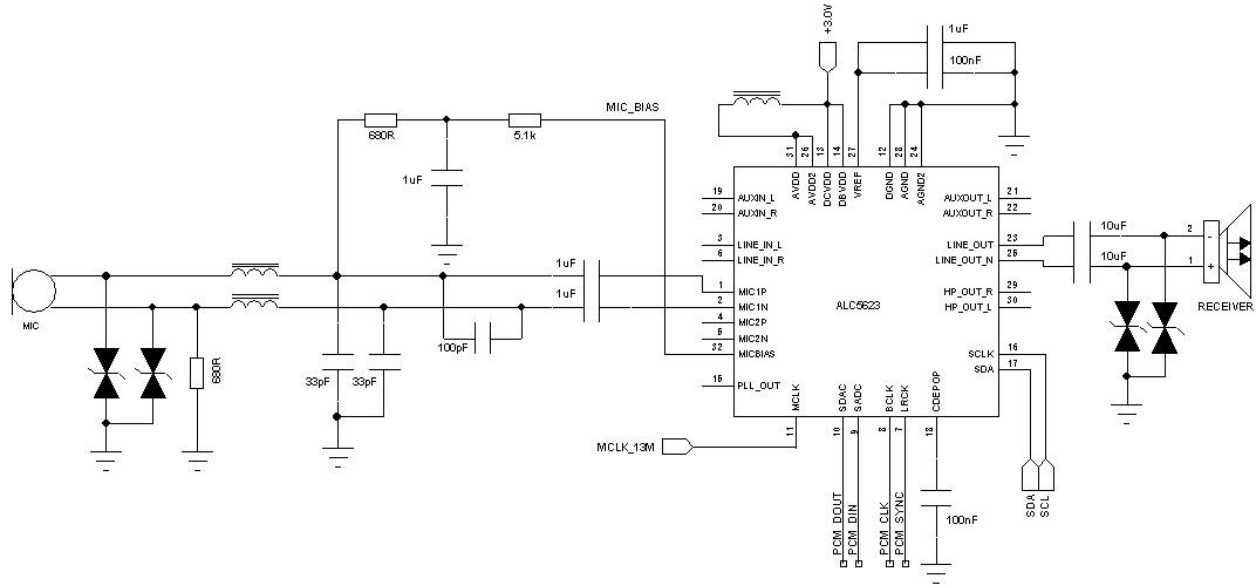 +3.0V
1uF
100nF
MIC_BIAS
680R
5.1k
1uF
31
26
13
14
27
12
28
24
AVDD
AVDD2
DCVDD
DBVDD
VREF
DGND
AGND
AGND2
19 AUXIN_L
20 AUXIN_R
3 LINE_IN_L
6 LINE_IN_R
1 MIC1P
2 MIC1N
4 MIC2P
5 MIC2N
32 MICBIAS
15 PLL_OUT
ALC5623
AUXOUT_L 21
AUXOUT_R 22
LINE_OUT 23
LINE_OUT_N 25
HP_OUT_R 29
HP_OUT_L 30
SCLK 16
SDA 17
10uF
10uF
2 -
1 +
RECEIVER
1uF
1uF
MIC
680R
33pF
33pF
100pF
MCLK
SDAC
SADC
BCLK
LRCK
CDEPOP
11
10
9
8
7
18
MCLK_13M
PCM_DOUT
PCM_DIN
PCM_CLK
PCM_SYNC
100nF
SDA
SCL